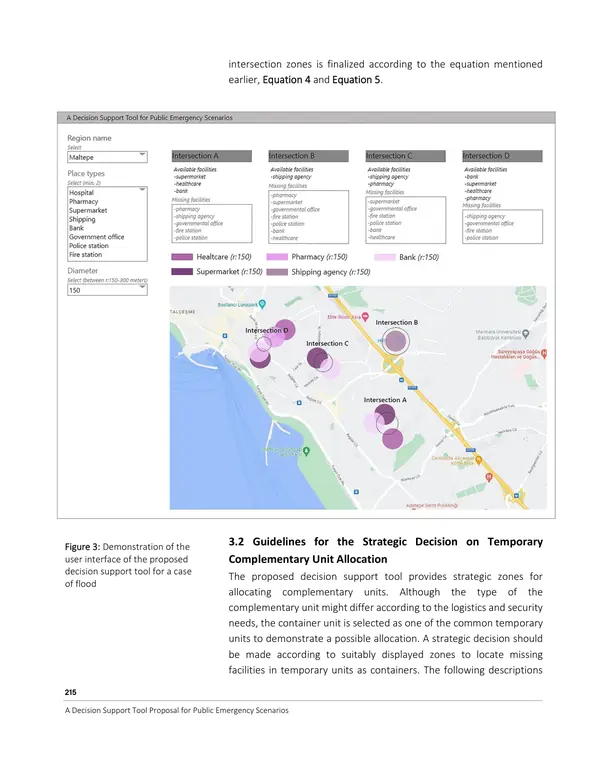 intersection zones is finalized according to the equation mentioned
earlier, Equation 4 and Equation 5.
A Decision Support Tool for Public Emergency Scenarios
Region name
Select
Maltepe
Place types
Select (min: 2)
Hospital
Pharmacy
Supermarket
Shipping
Bank
Government office
Police station
Fire station
Diameter
Select (between r:150-300 meters)
150
Intersection A
Available facilities
-supermarket
-healthcare
-bank
Missing facilities
-pharmacy
-shipping agency
-governmental office
-fire station
-police station
Intersection B
Available facilities
-shipping agency
Missing facilities
-pharmacy
-supermarket
-governmental office
-fire station
-police station
-bank
-healthcare
Intersection C
Available facilities
-shipping agency
-pharmacy
Missing facilities
-supermarket
-governmental office
-fire station
-police station
-bank
-healthcare
Intersection D
Available facilities
-bank
-supermarket
-healthcare
-pharmacy
Missing facilities
-shipping agency
-governmental office
-fire station
-police station
Healtcare (r:150)
Pharmacy (r:150)
Bank (r:150)
Supermarket (r:150)
Shipping agency (r:150)
Bostancı Lunapark
TALÇEŞME
Intersection D
Intersection C
Intersection B
Marmara Üniversitesi
Intersection A
Figure 3: Demonstration of the
user interface of the proposed
decision support tool for a case
of flood
3.2 Guidelines for the Strategic Decision on Temporary
Complementary Unit Allocation
The proposed decision support tool provides strategic zones for
allocating complementary units. Although the type of the
complementary unit might differ according to the logistics and security
needs, the container unit is selected as one of the common temporary
units to demonstrate a possible allocation. A strategic decision should
be made according to suitably displayed zones to locate missing
facilities in temporary units as containers. The following descriptions
215
A Decision Support Tool Proposal for Public Emergency Scenarios